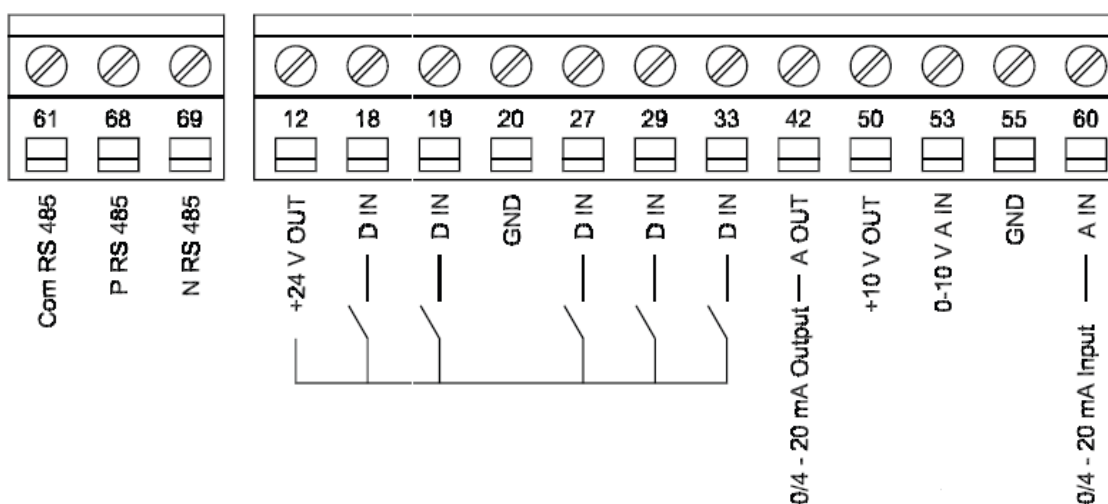 61 68 69 12 18 19 20 27 29 33 42 50 53 55 60
Com RS 485
P RS 485
N RS 485
+24 V OUT
D IN
D IN
GND
D IN
D IN
D IN
0/4 - 20 mA Output — A OUT
+10 V OUT
0-10 V A IN
GND
0/4 - 20 mA Input — A IN